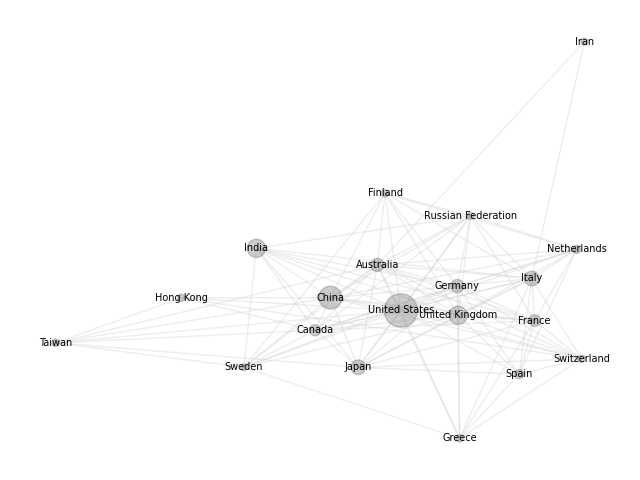 Iran
Finland
Russian Federation
India
Netherlands
Australia
Italy
Germany
Hong Kong
China
United States
United Kingdom
France
Canada
Taiwan
Switzerland
Sweden
Japan
Spain
Greece